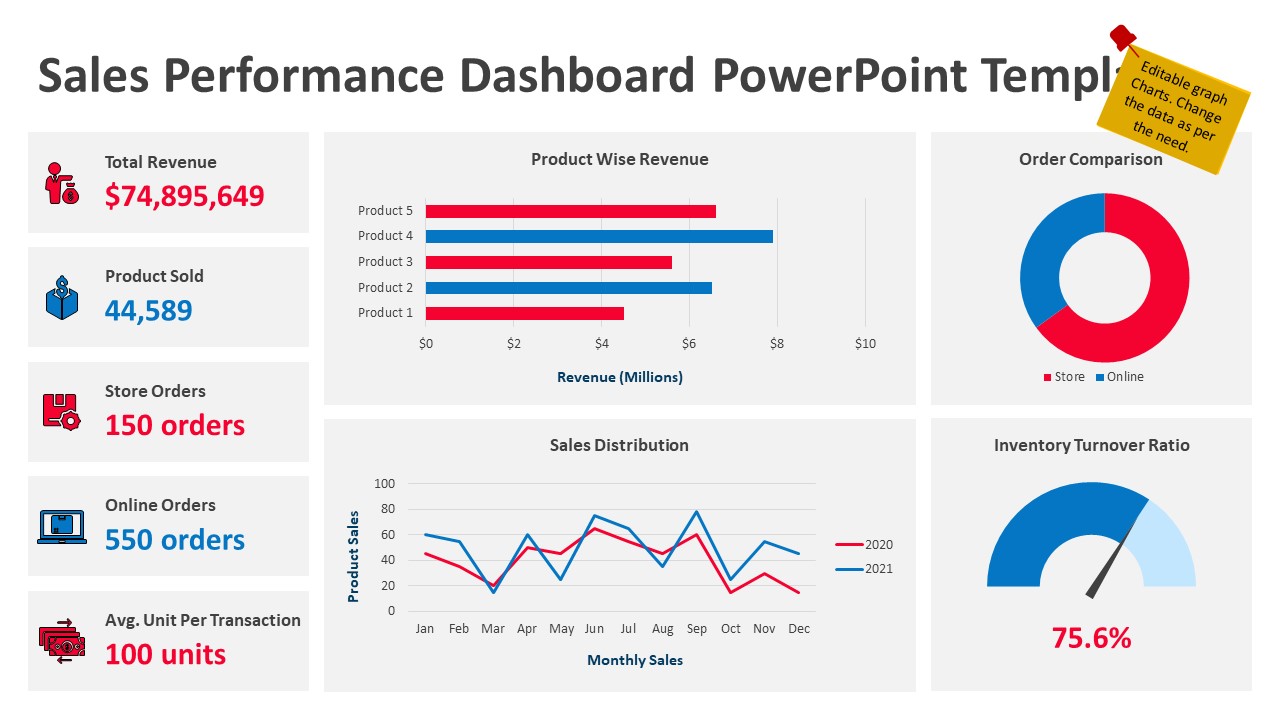 Sales Performance Dashboard PowerPoint Templ
Editable graph
Charts. Change
the data as per
the need.
Total Revenue
$74,895,649
Product Sold
44,589
Store Orders
150 orders
Online Orders
550 orders
Avg. Unit Per Transaction
100 units
Product Wise Revenue
Product 5
Product 4
Product 3
Product 2
Product 1
$0 $2 $4 $6 $8 $10
Revenue (Millions)
Order Comparison
Store Online
Sales Distribution
Product Sales
100
80
60
40
20
0
Jan Feb Mar Apr May Jun Jul Aug Sep Oct Nov Dec
Monthly Sales
2020
2021
Inventory Turnover Ratio
75.6%